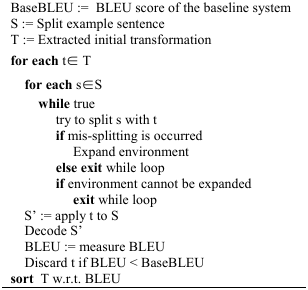 BaseBLEU := BLEU score of the baseline system
S := Split example sentence
T := Extracted initial transformation
for each t∈ T
for each s∈S
while true
try to split s with t
if mis-splitting is occurred
Expand environment
else exit while loop
if environment cannot be expanded
exit while loop
S' := apply t to S
Decode S'
BLEU := measure BLEU
Discard t if BLEU < BaseBLEU
sort T w.r.t. BLEU